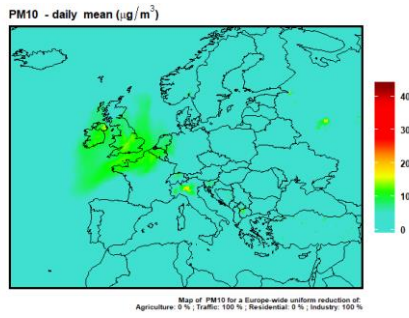 PM10 - daily mean (μg/m³)
40
30
20
10
0
Map of PM10 for a Europe-wide uniform reduction of:
Agriculture: 0 % ; Traffic: 100 % ; Residential: 0 % ; Industry: 100 %